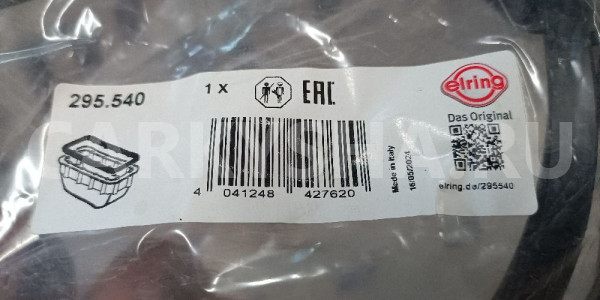 295.540
1 X
EAC
elring
Das Original
4 041248 427620
Made in Italy
16/05/2024
elring.de/295540
CARKUSHA.RU